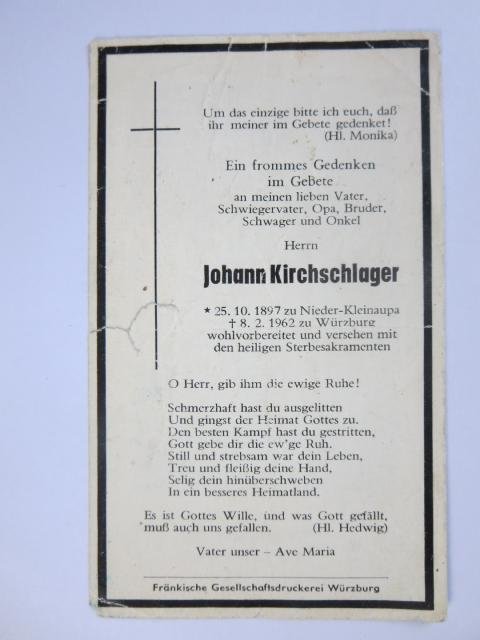 Um das einzige bitte ich euch, daß
ihr meiner im Gebete gedenket!
(Hl. Monika)
Ein frommes Gedenken
im Gebete
an meinen lieben Vater,
Schwiegervater, Opa, Bruder,
Schwager und Onkel
Herrn
Johann Kirchschlager
* 25. 10. 1897 zu Nieder-Kleinaupa
† 8. 2. 1962 zu Würzburg
wohlvorbereitet und versehen mit
den heiligen Sterbesakramenten
O Herr, gib ihm die ewige Ruhe!
Schmerzhaft hast du ausgelitten
Und gingst der Heimat Gottes zu.
Den besten Kampf hast du gestritten,
Gott gebe dir die ew'ge Ruh.
Still und strebsam war dein Leben,
Treu und fleißig deine Hand,
Selig dein hinüberschweben
In ein besseres Heimatland.
Es ist Gottes Wille, und was Gott gefällt,
muß auch uns gefallen. (Hl. Hedwig)
Vater unser – Ave Maria
Fränkische Gesellschaftsdruckerei Würzburg